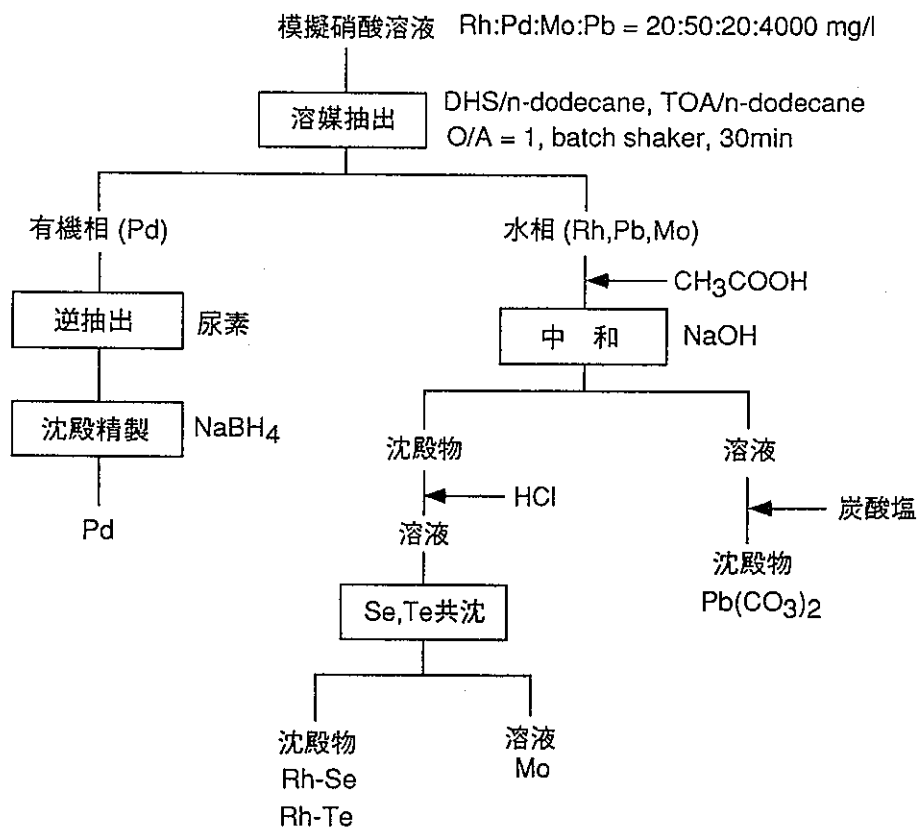 模擬硝酸溶液 Rh:Pd:Mo:Pb = 20:50:20:4000 mg/l
溶媒抽出
DHS/n-dodecane, TOA/n-dodecane
O/A = 1, batch shaker, 30min
有機相 (Pd)
水相 (Rh,Pb,Mo)
CH3COOH
逆抽出 尿素
中 和 NaOH
沈殿精製 NaBH4
Pd
沈殿物
溶液
HCl
炭酸塩
溶液
沈殿物
Pb(CO3)2
Se,Te共沈
沈殿物
Rh-Se
Rh-Te
溶液
Mo